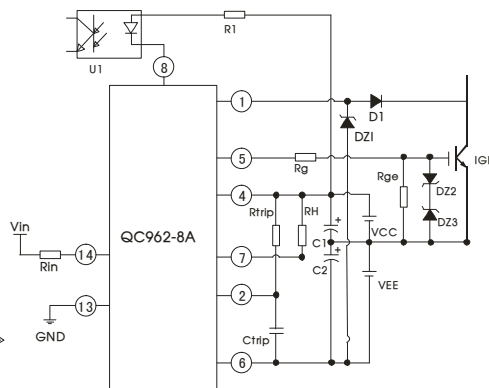 R1
U1
8
1
D1
DZ1
5
Rg
Rge
IGI
4
Rtrip
RH
DZ2
QC962-8A
Vin
C1
+
VCC
DZ3
14
Rin
7
C2
+
2
VEE
13
GND
Ctrip
6